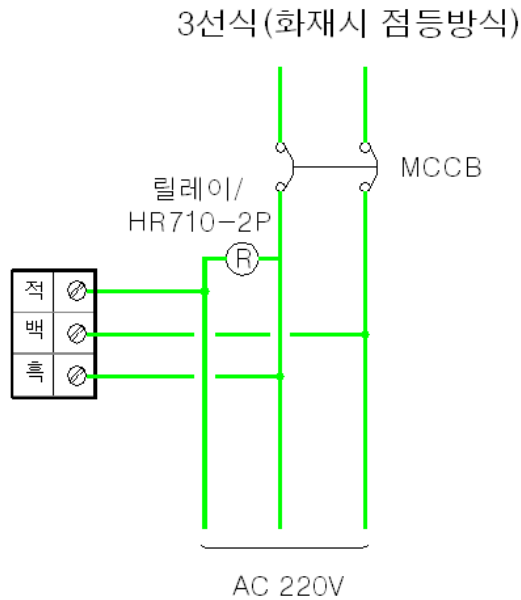 3선식(화재시 점등방식)
MCCB
릴레이/
HR710-2P
R
적
백
흑
AC 220V